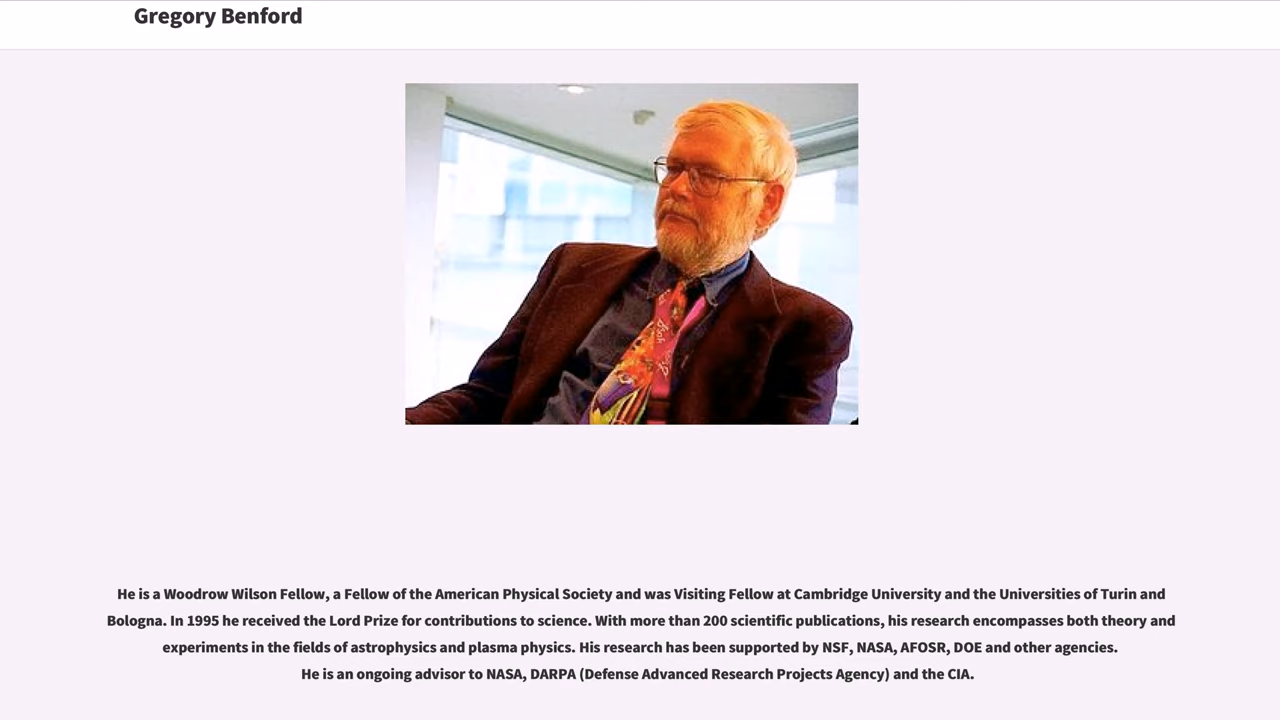 Gregory Benford
He is a Woodrow Wilson Fellow, a Fellow of the American Physical Society and was Visiting Fellow at Cambridge University and the Universities of Turin and
Bologna. In 1995 he received the Lord Prize for contributions to science. With more than 200 scientific publications, his research encompasses both theory and
experiments in the fields of astrophysics and plasma physics. His research has been supported by NSF, NASA, AFOSR, DOE and other agencies.
He is an ongoing advisor to NASA, DARPA (Defense Advanced Research Projects Agency) and the CIA.